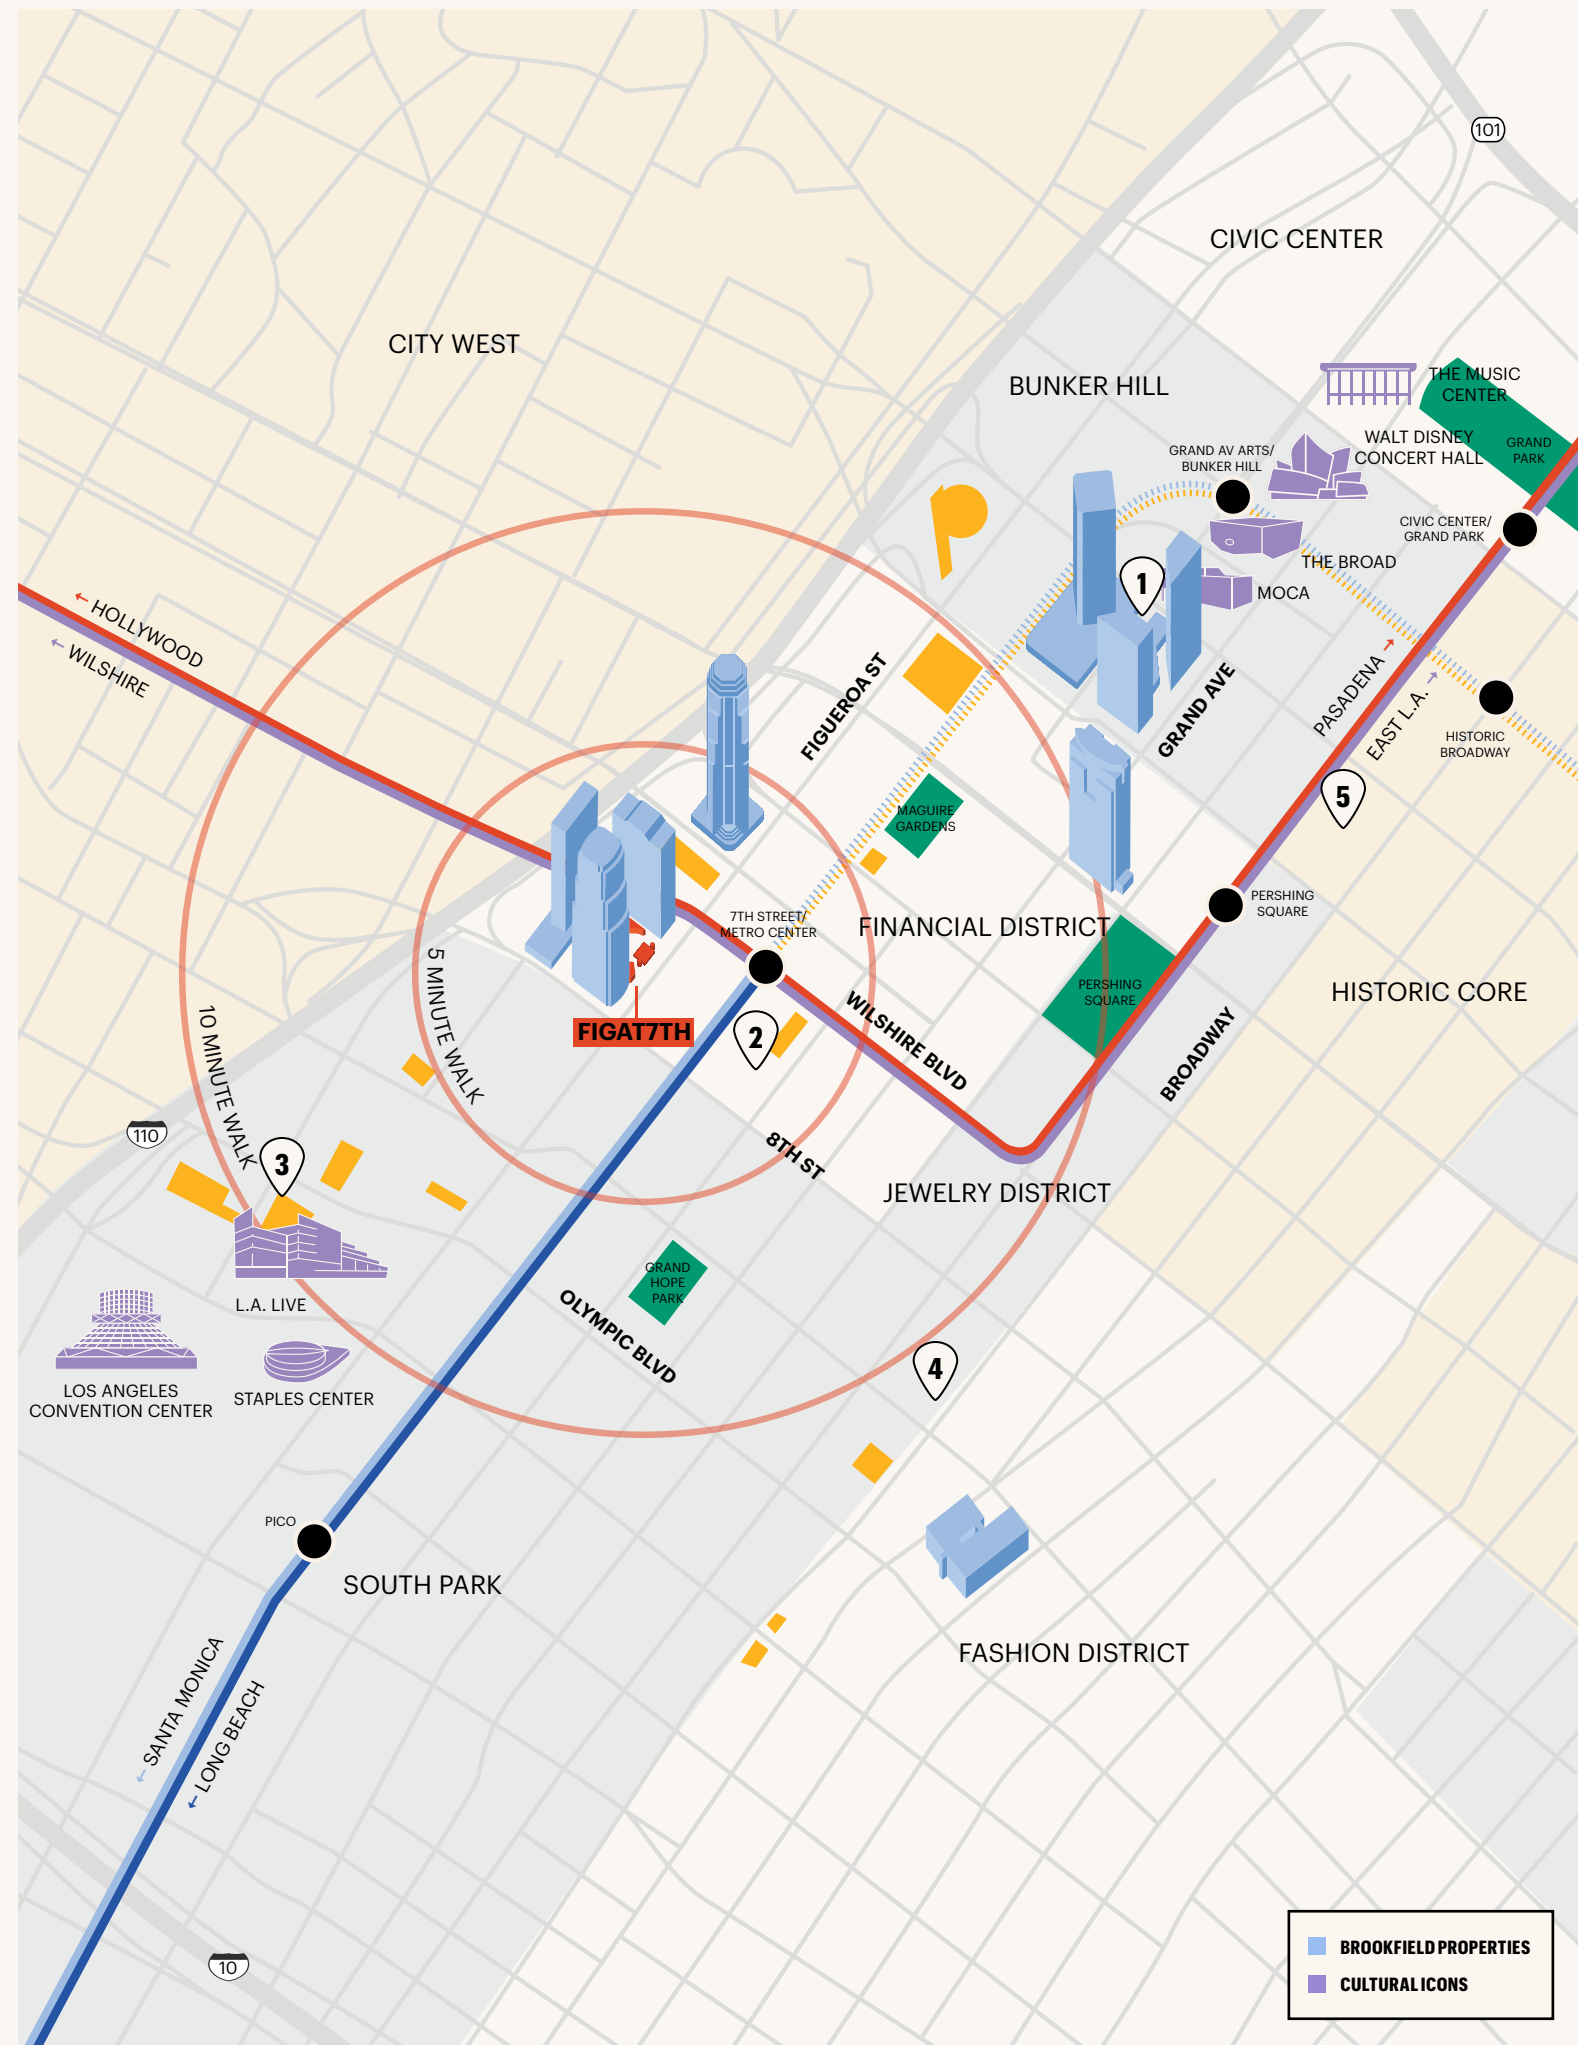 101
CIVIC CENTER
CITY WEST
BUNKER HILL
THE MUSIC
CENTER
WALT DISNEY
CONCERT HALL
GRAND
PARK
GRAND AV ARTS/
BUNKER HILL
CIVIC CENTER/
GRAND PARK
THE BROAD
MOCA
1
← HOLLYWOOD
← WILSHIRE
FIGUEROA ST
GRAND AVE
PASADENA →
EAST L.A. →
HISTORIC
BROADWAY
5
MAGUIRE
GARDENS
7TH STREET/
METRO CENTER
FINANCIAL DISTRICT
PERSHING
SQUARE
PERSHING
SQUARE
HISTORIC CORE
5 MINUTE WALK
10 MINUTE WALK
FIGAT7TH
2
WILSHIRE BLVD
BROADWAY
8TH ST
110
3
JEWELRY DISTRICT
GRAND
HOPE
PARK
L.A. LIVE
OLYMPIC BLVD
4
LOS ANGELES
CONVENTION CENTER
STAPLES CENTER
PICO
SOUTH PARK
FASHION DISTRICT
← SANTA MONICA
← LONG BEACH
10
BROOKFIELD PROPERTIES
CULTURAL ICONS